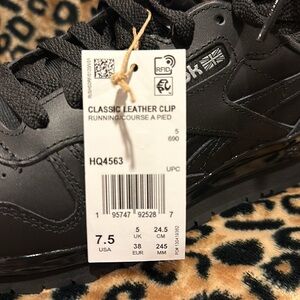 RFID
CLASSIC LEATHER CLIP
RUNNING/COURSE A PIED
5
690
HQ4563
UPC
1 95747 92528 7
7.5 5 24.5
USA UK CM
38 245
EUR MM